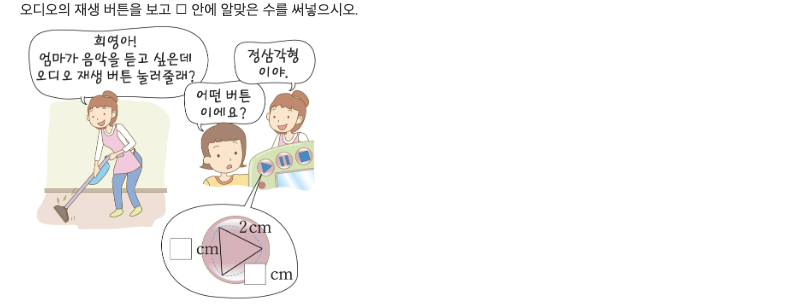 오디오의 재생 버튼을 보고 □ 안에 알맞은 수를 써넣으시오.
희영아!
엄마가 음악을 듣고 싶은데
오디오 재생 버튼 눌러줄래?
어떤 버튼
이에요?
정삼각형
이야.
2cm
cm
cm